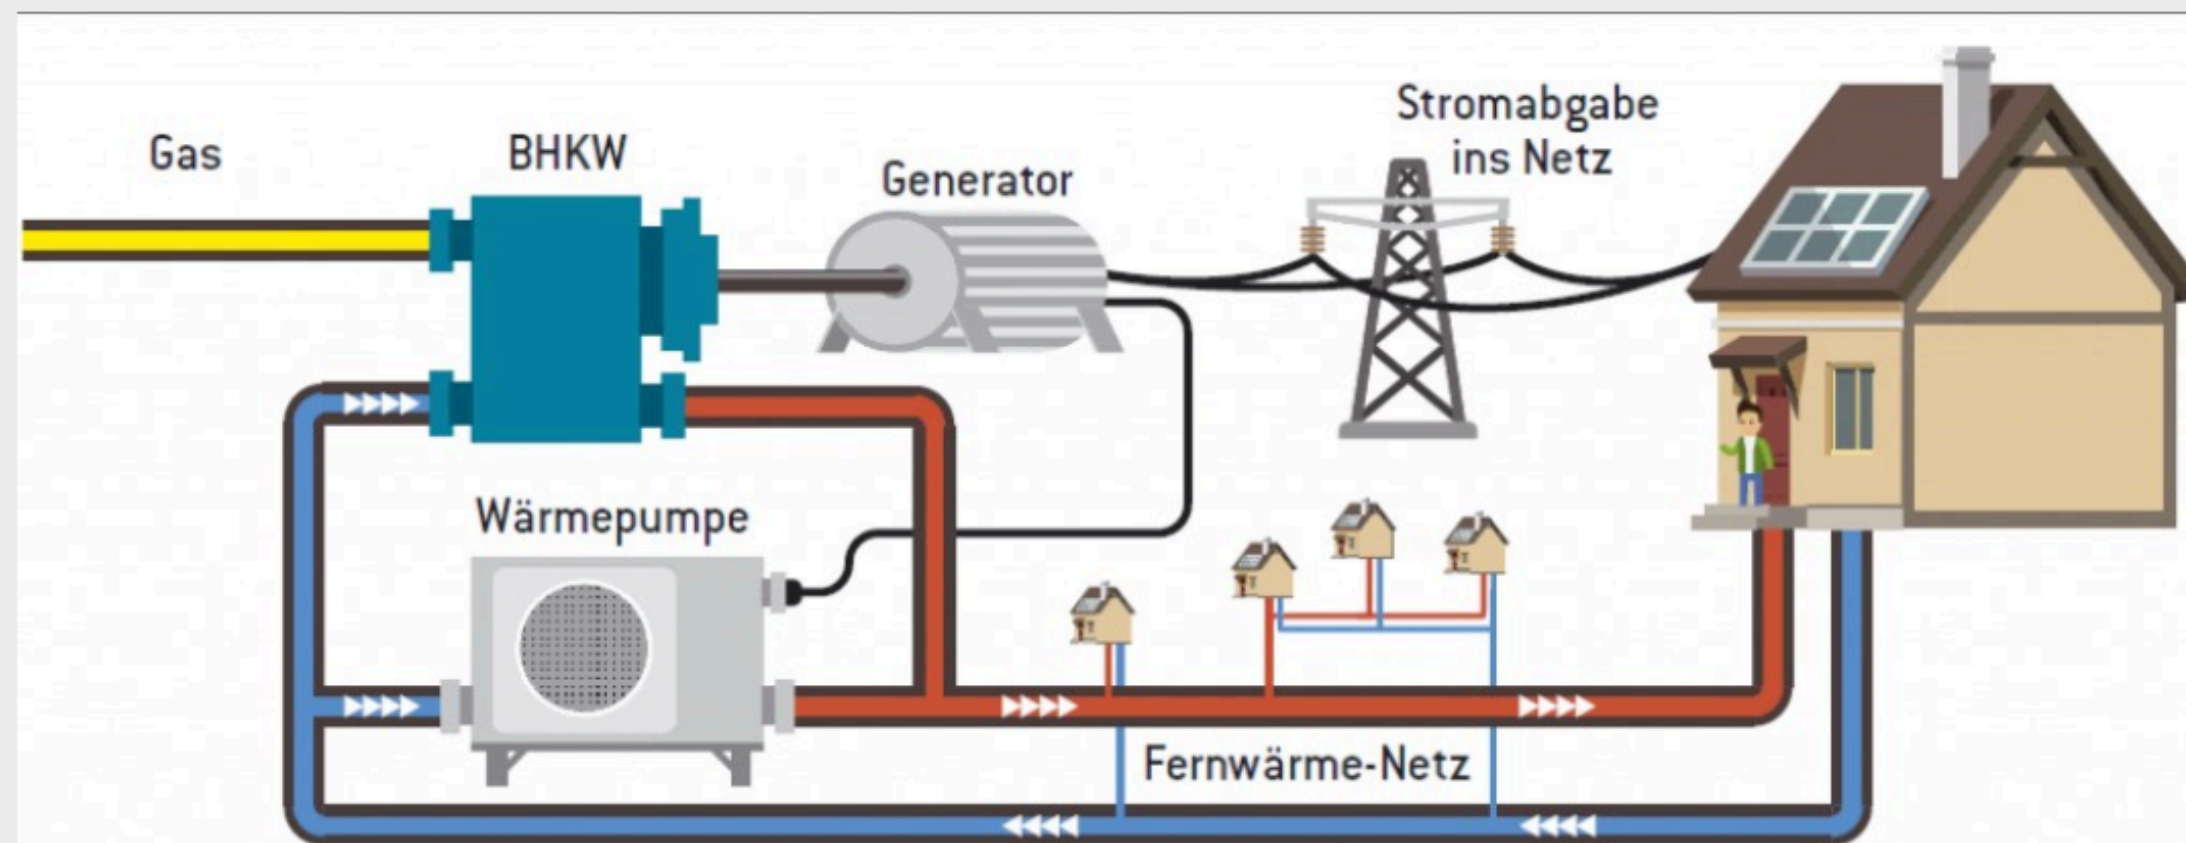 Gas
BHKW
Generator
Stromabgabe
ins Netz
Wärmepumpe
Fernwärme-Netz